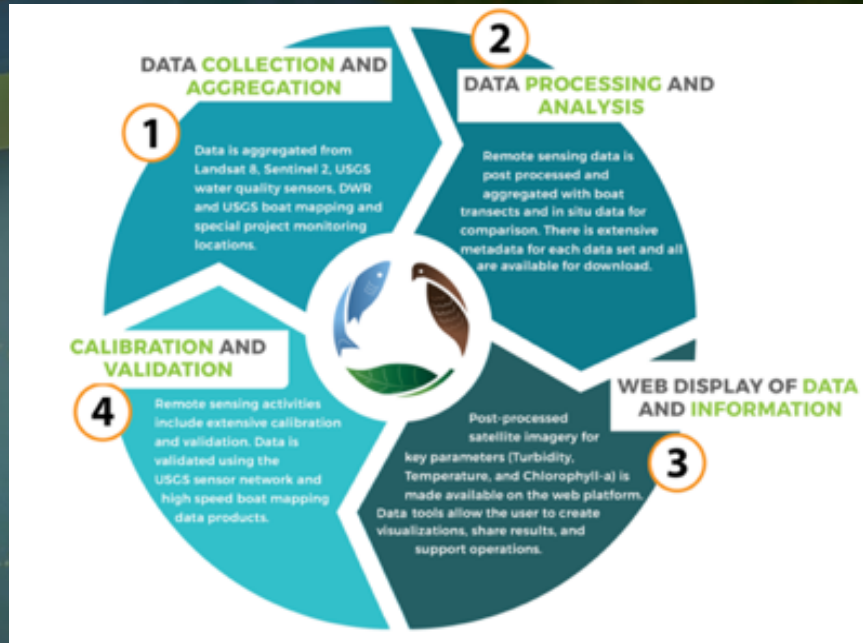 1
DATA COLLECTION AND
AGGREGATION
Data is aggregated from
Landsat 8, Sentinel 2, USGS
water quality sensors, DWR
and USGS boat mapping and
special project monitoring
locations.
2
DATA PROCESSING AND
ANALYSIS
Remote sensing data is
post processed and
aggregated with boat
transects and in situ data for
comparison. There is extensive
metadata for each data set and all
are available for download.
WEB DISPLAY OF DATA
AND INFORMATION
3
Post-processed
satellite imagery for
key parameters (Turbidity,
Temperature, and Chlorophyll-a) is
made available on the web platform.
Data tools allow the user to create
visualizations, share results, and
support operations.
CALIBRATION AND
VALIDATION
4
Remote sensing activities
include extensive calibration
and validation. Data is
validated using the
USGS sensor network and
high speed boat mapping
data products.